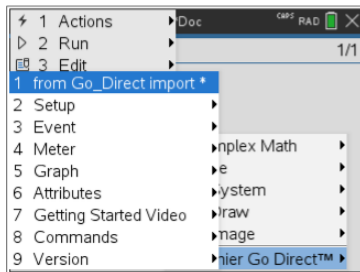 1 Actions
Doc CAPS RAD
2 Run
1/1
3 Edit
1 from Go_Direct import *
2 Setup
3 Event
4 Meter
5 Graph
6 Attributes
7 Getting Started Video
8 Commands
9 Version
mplex Math
e
ystem
raw
mage
nier Go Direct™